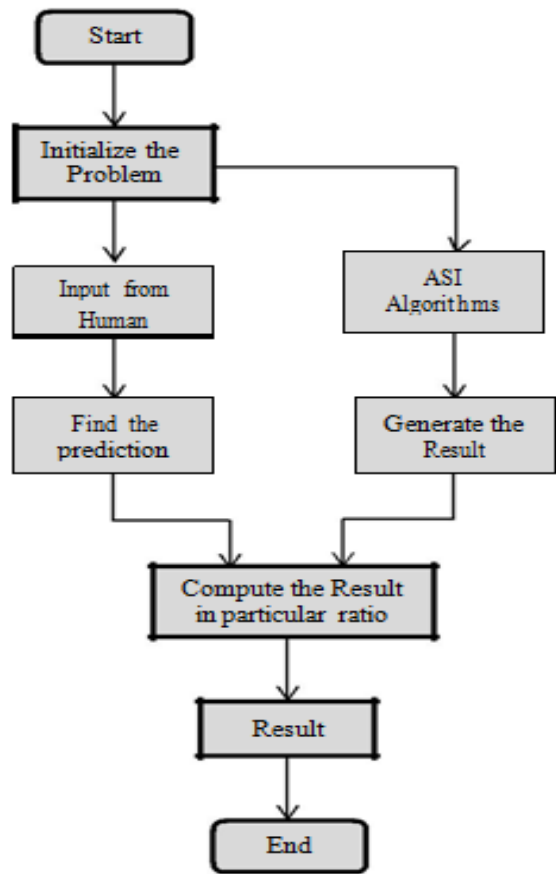 Start
Initialize the
Problem
Input from
Human
ASI
Algorithms
Find the
prediction
Generate the
Result
Compute the Result
in particular ratio
Result
End